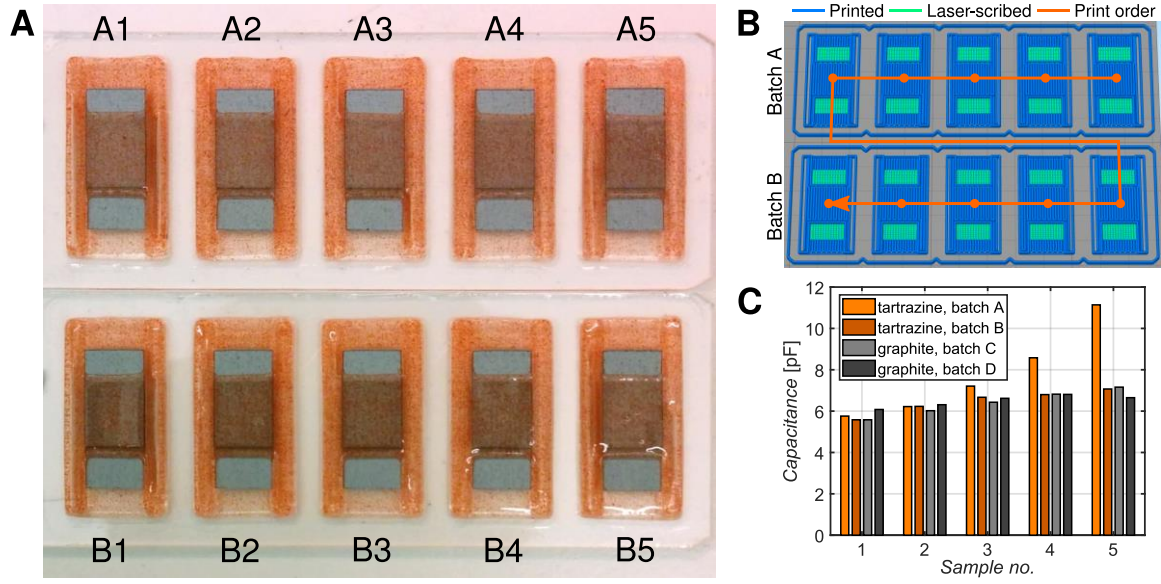 A
A1 A2 A3 A4 A5
B1 B2 B3 B4 B5
B
Printed Laser-scribed Print order
Batch A
Batch B
C
Capacitance [pF]
12
10
8
6
4
2
0
tartrazine, batch A
tartrazine, batch B
graphite, batch C
graphite, batch D
1 2 3 4 5
Sample no.